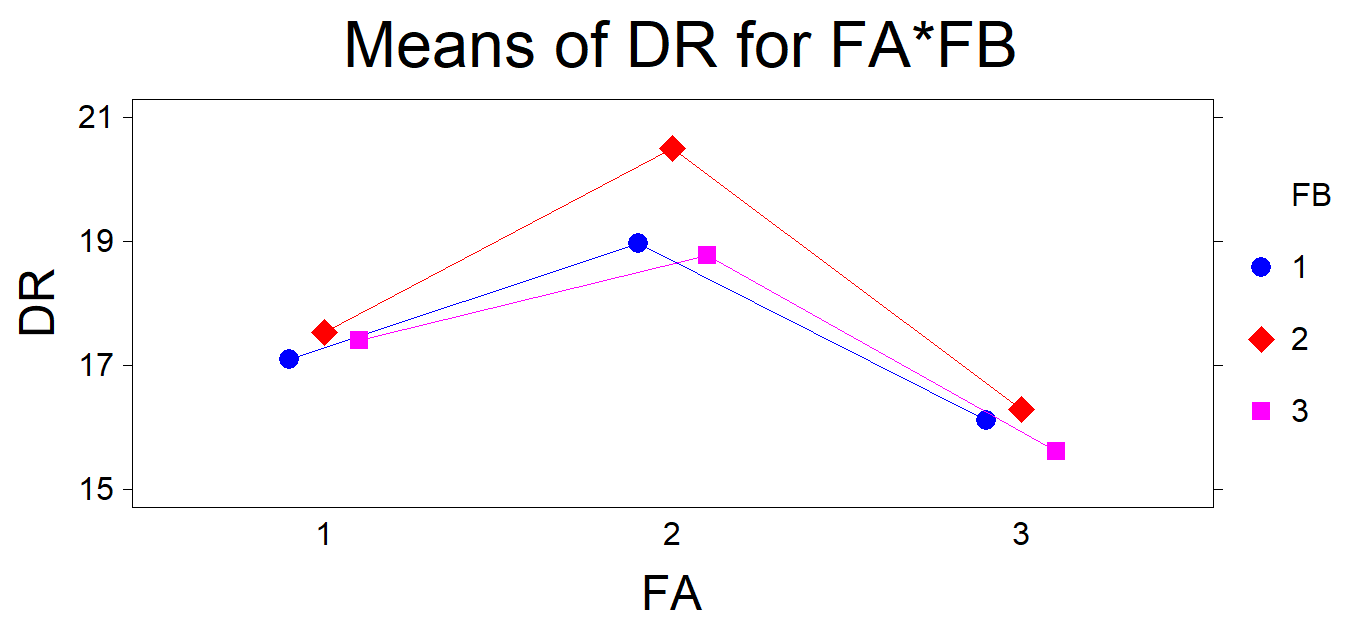 Means of DR for FA*FB
21
19
17
15
DR
1 2 3
FA
FB
1
2
3